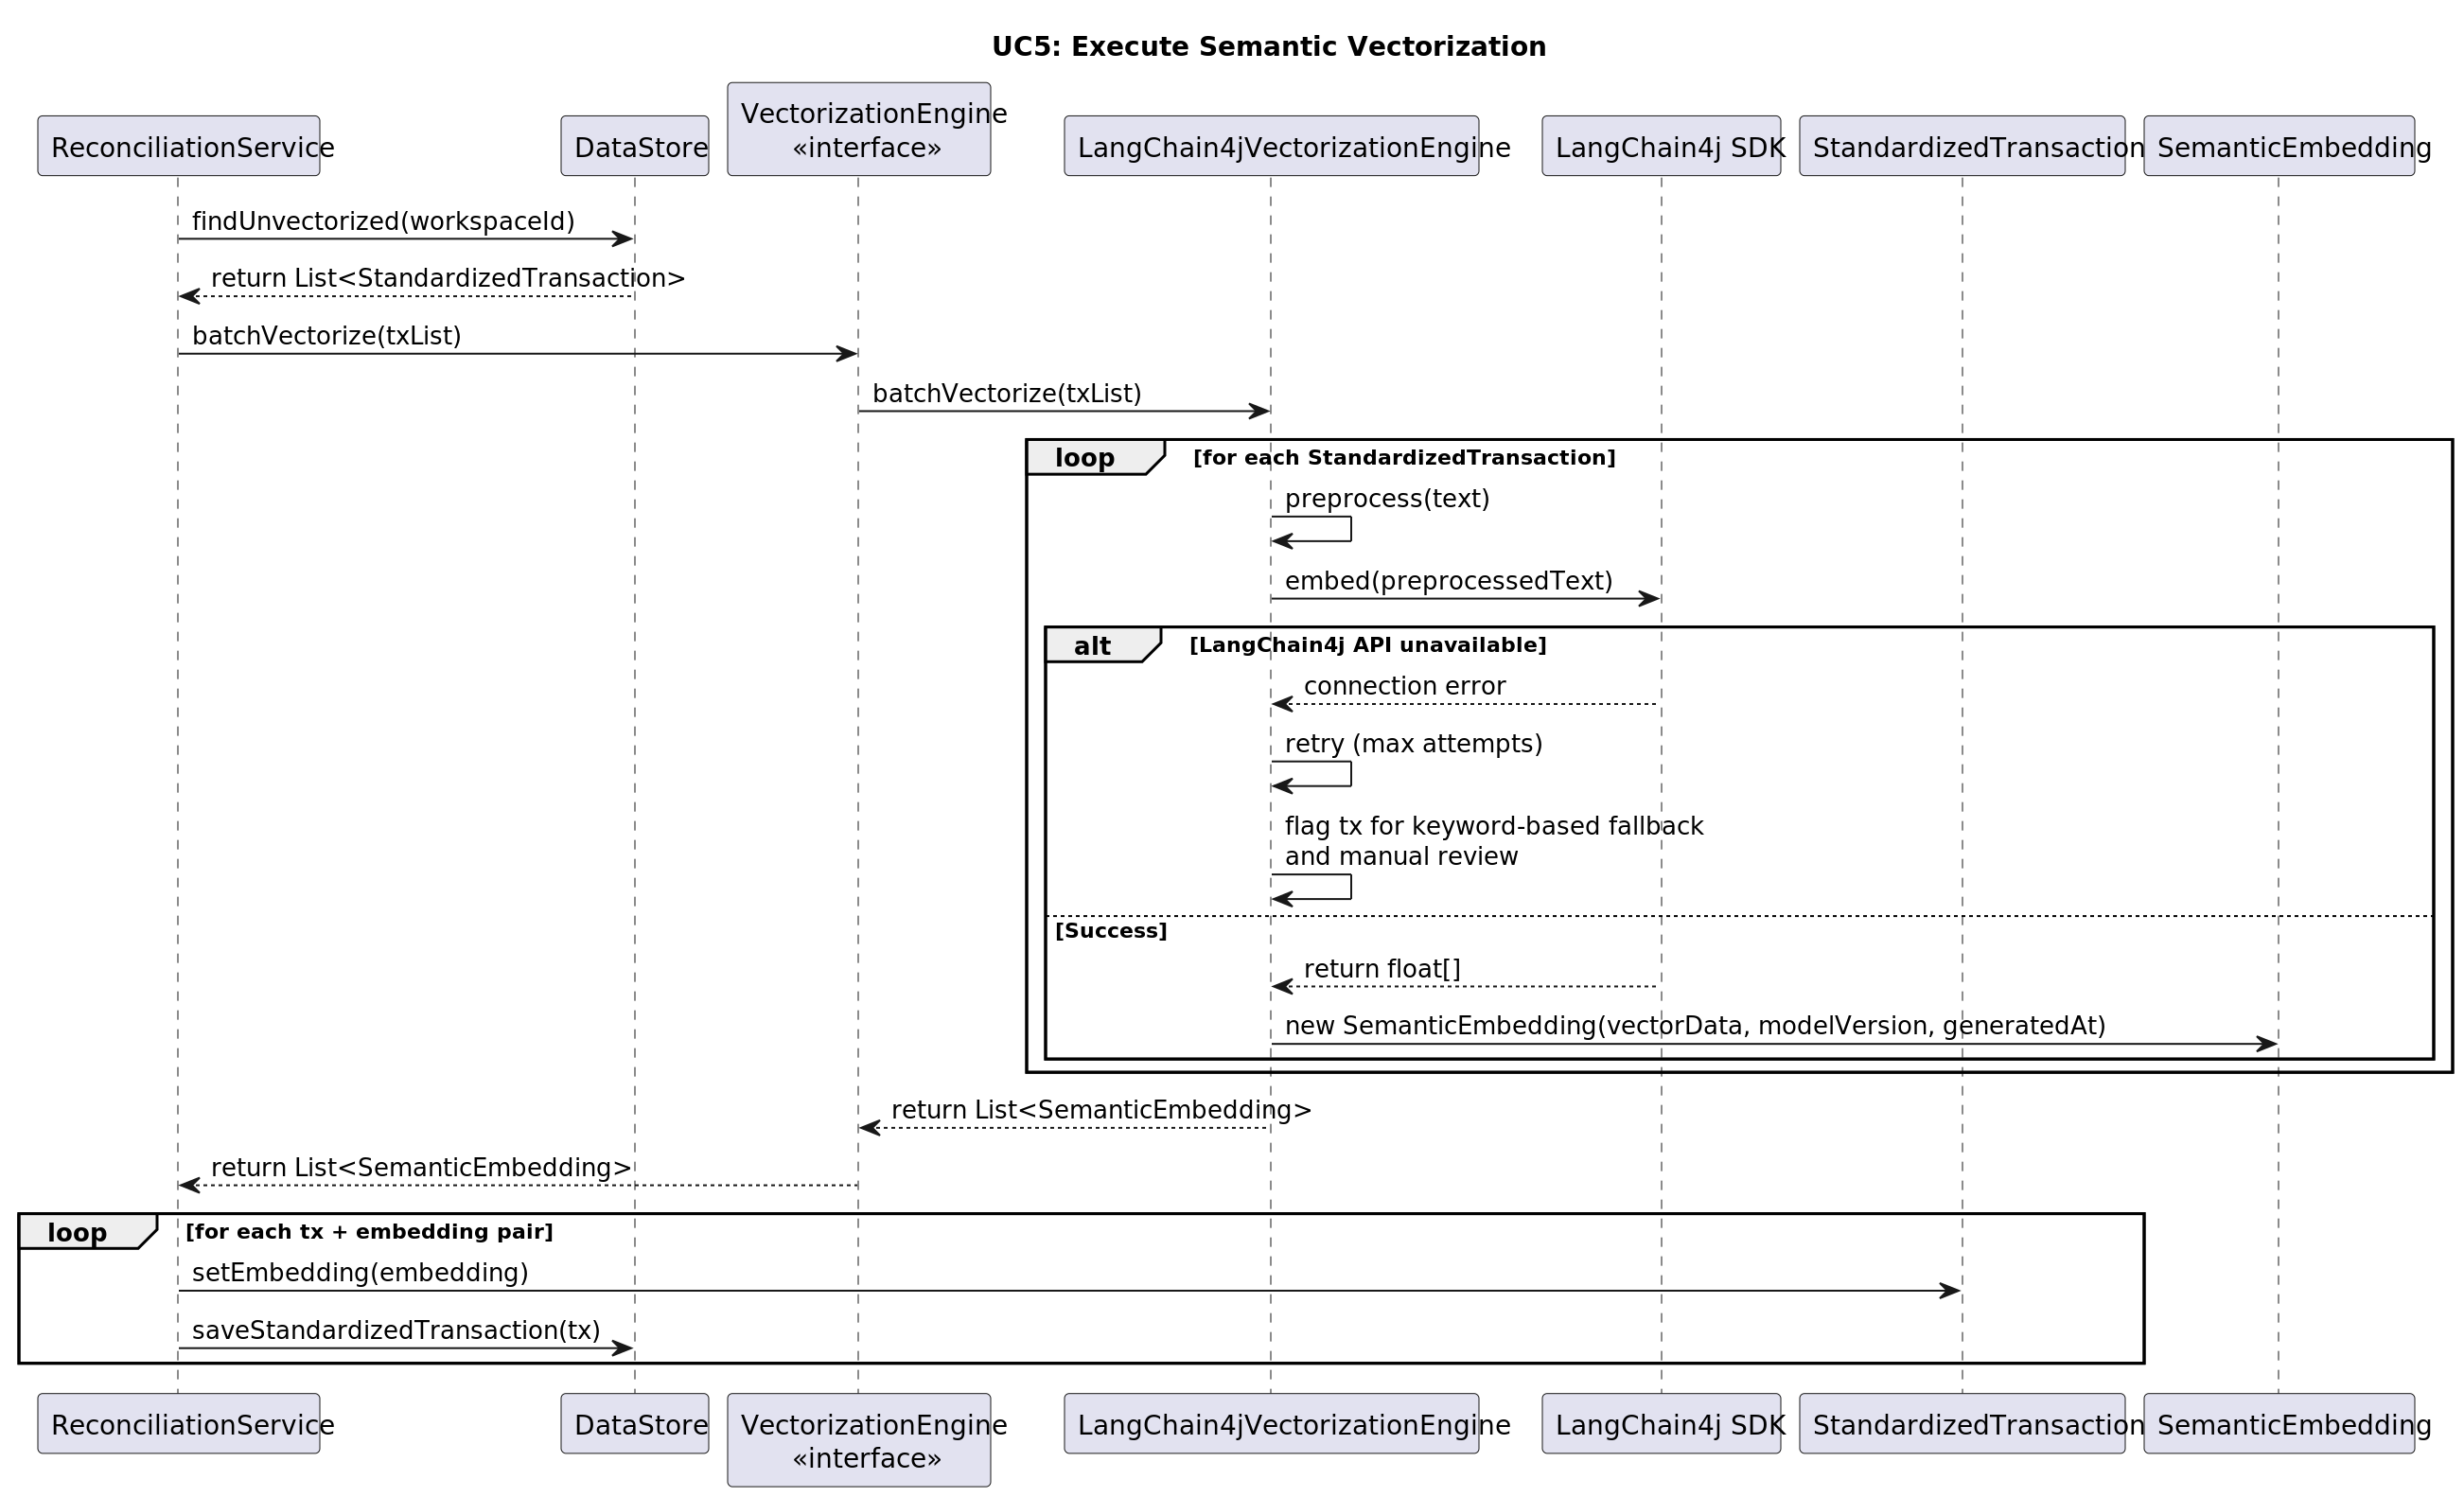 UC5: Execute Semantic Vectorization
ReconciliationService
DataStore
VectorizationEngine
«interface»
LangChain4jVectorizationEngine
LangChain4j SDK
StandardizedTransaction
SemanticEmbedding
findUnvectorized(workspaceId)
return List<StandardizedTransaction>
batchVectorize(txList)
batchVectorize(txList)
loop
[for each StandardizedTransaction]
preprocess(text)
embed(preprocessedText)
alt
[LangChain4j API unavailable]
connection error
retry (max attempts)
flag tx for keyword-based fallback
and manual review
[Success]
return float[]
new SemanticEmbedding(vectorData, modelVersion, generatedAt)
return List<SemanticEmbedding>
return List<SemanticEmbedding>
loop
[for each tx + embedding pair]
setEmbedding(embedding)
saveStandardizedTransaction(tx)
ReconciliationService
DataStore
VectorizationEngine
«interface»
LangChain4jVectorizationEngine
LangChain4j SDK
StandardizedTransaction
SemanticEmbedding